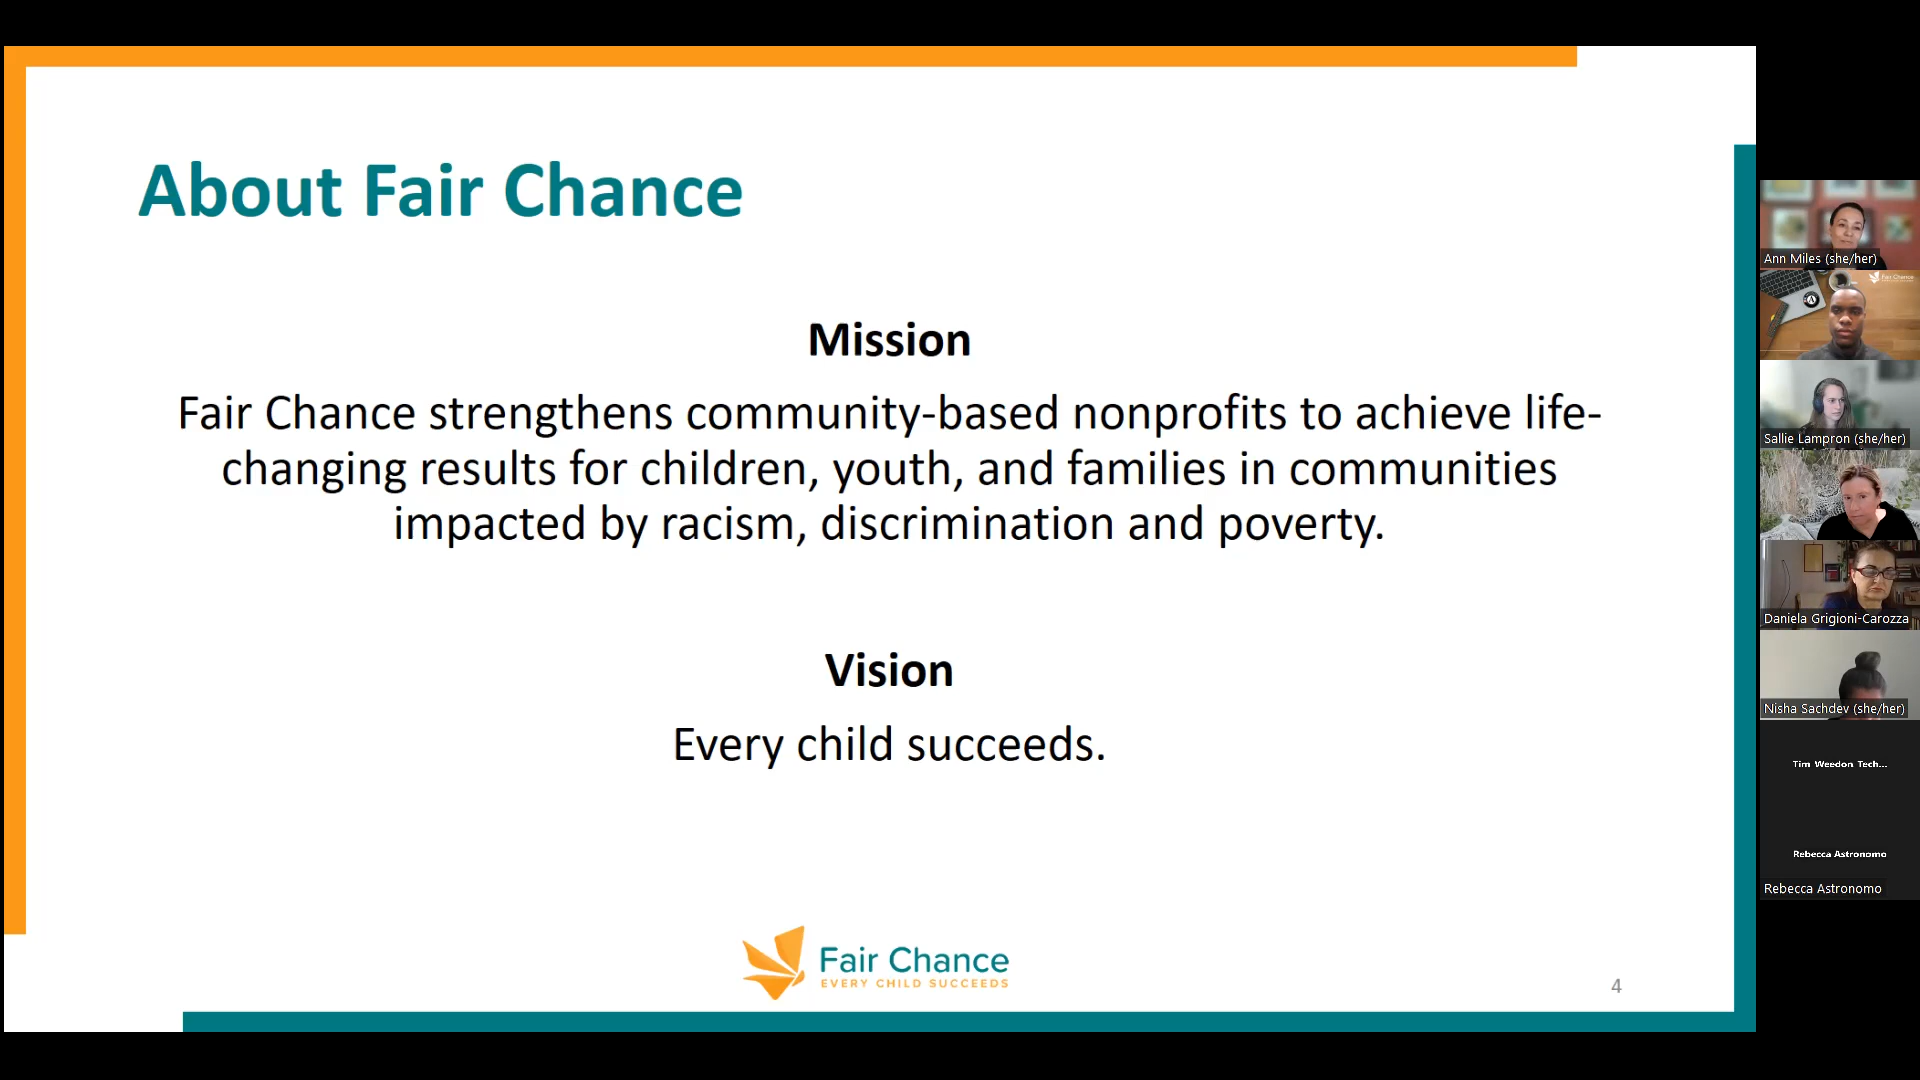 About Fair Chance
Mission
Fair Chance strengthens community-based nonprofits to achieve life-
changing results for children, youth, and families in communities
impacted by racism, discrimination and poverty.
Vision
Every child succeeds.
Fair Chance
EVERY CHILD SUCCEEDS
4
Ann Miles (she/her)
Fair Chance
Sallie Lampron (she/her)
Daniela Grigioni-Carozza
Nisha Sachdev (she/her)
Tim Weedon Tech...
Rebecca Astronomo
Rebecca Astronomo